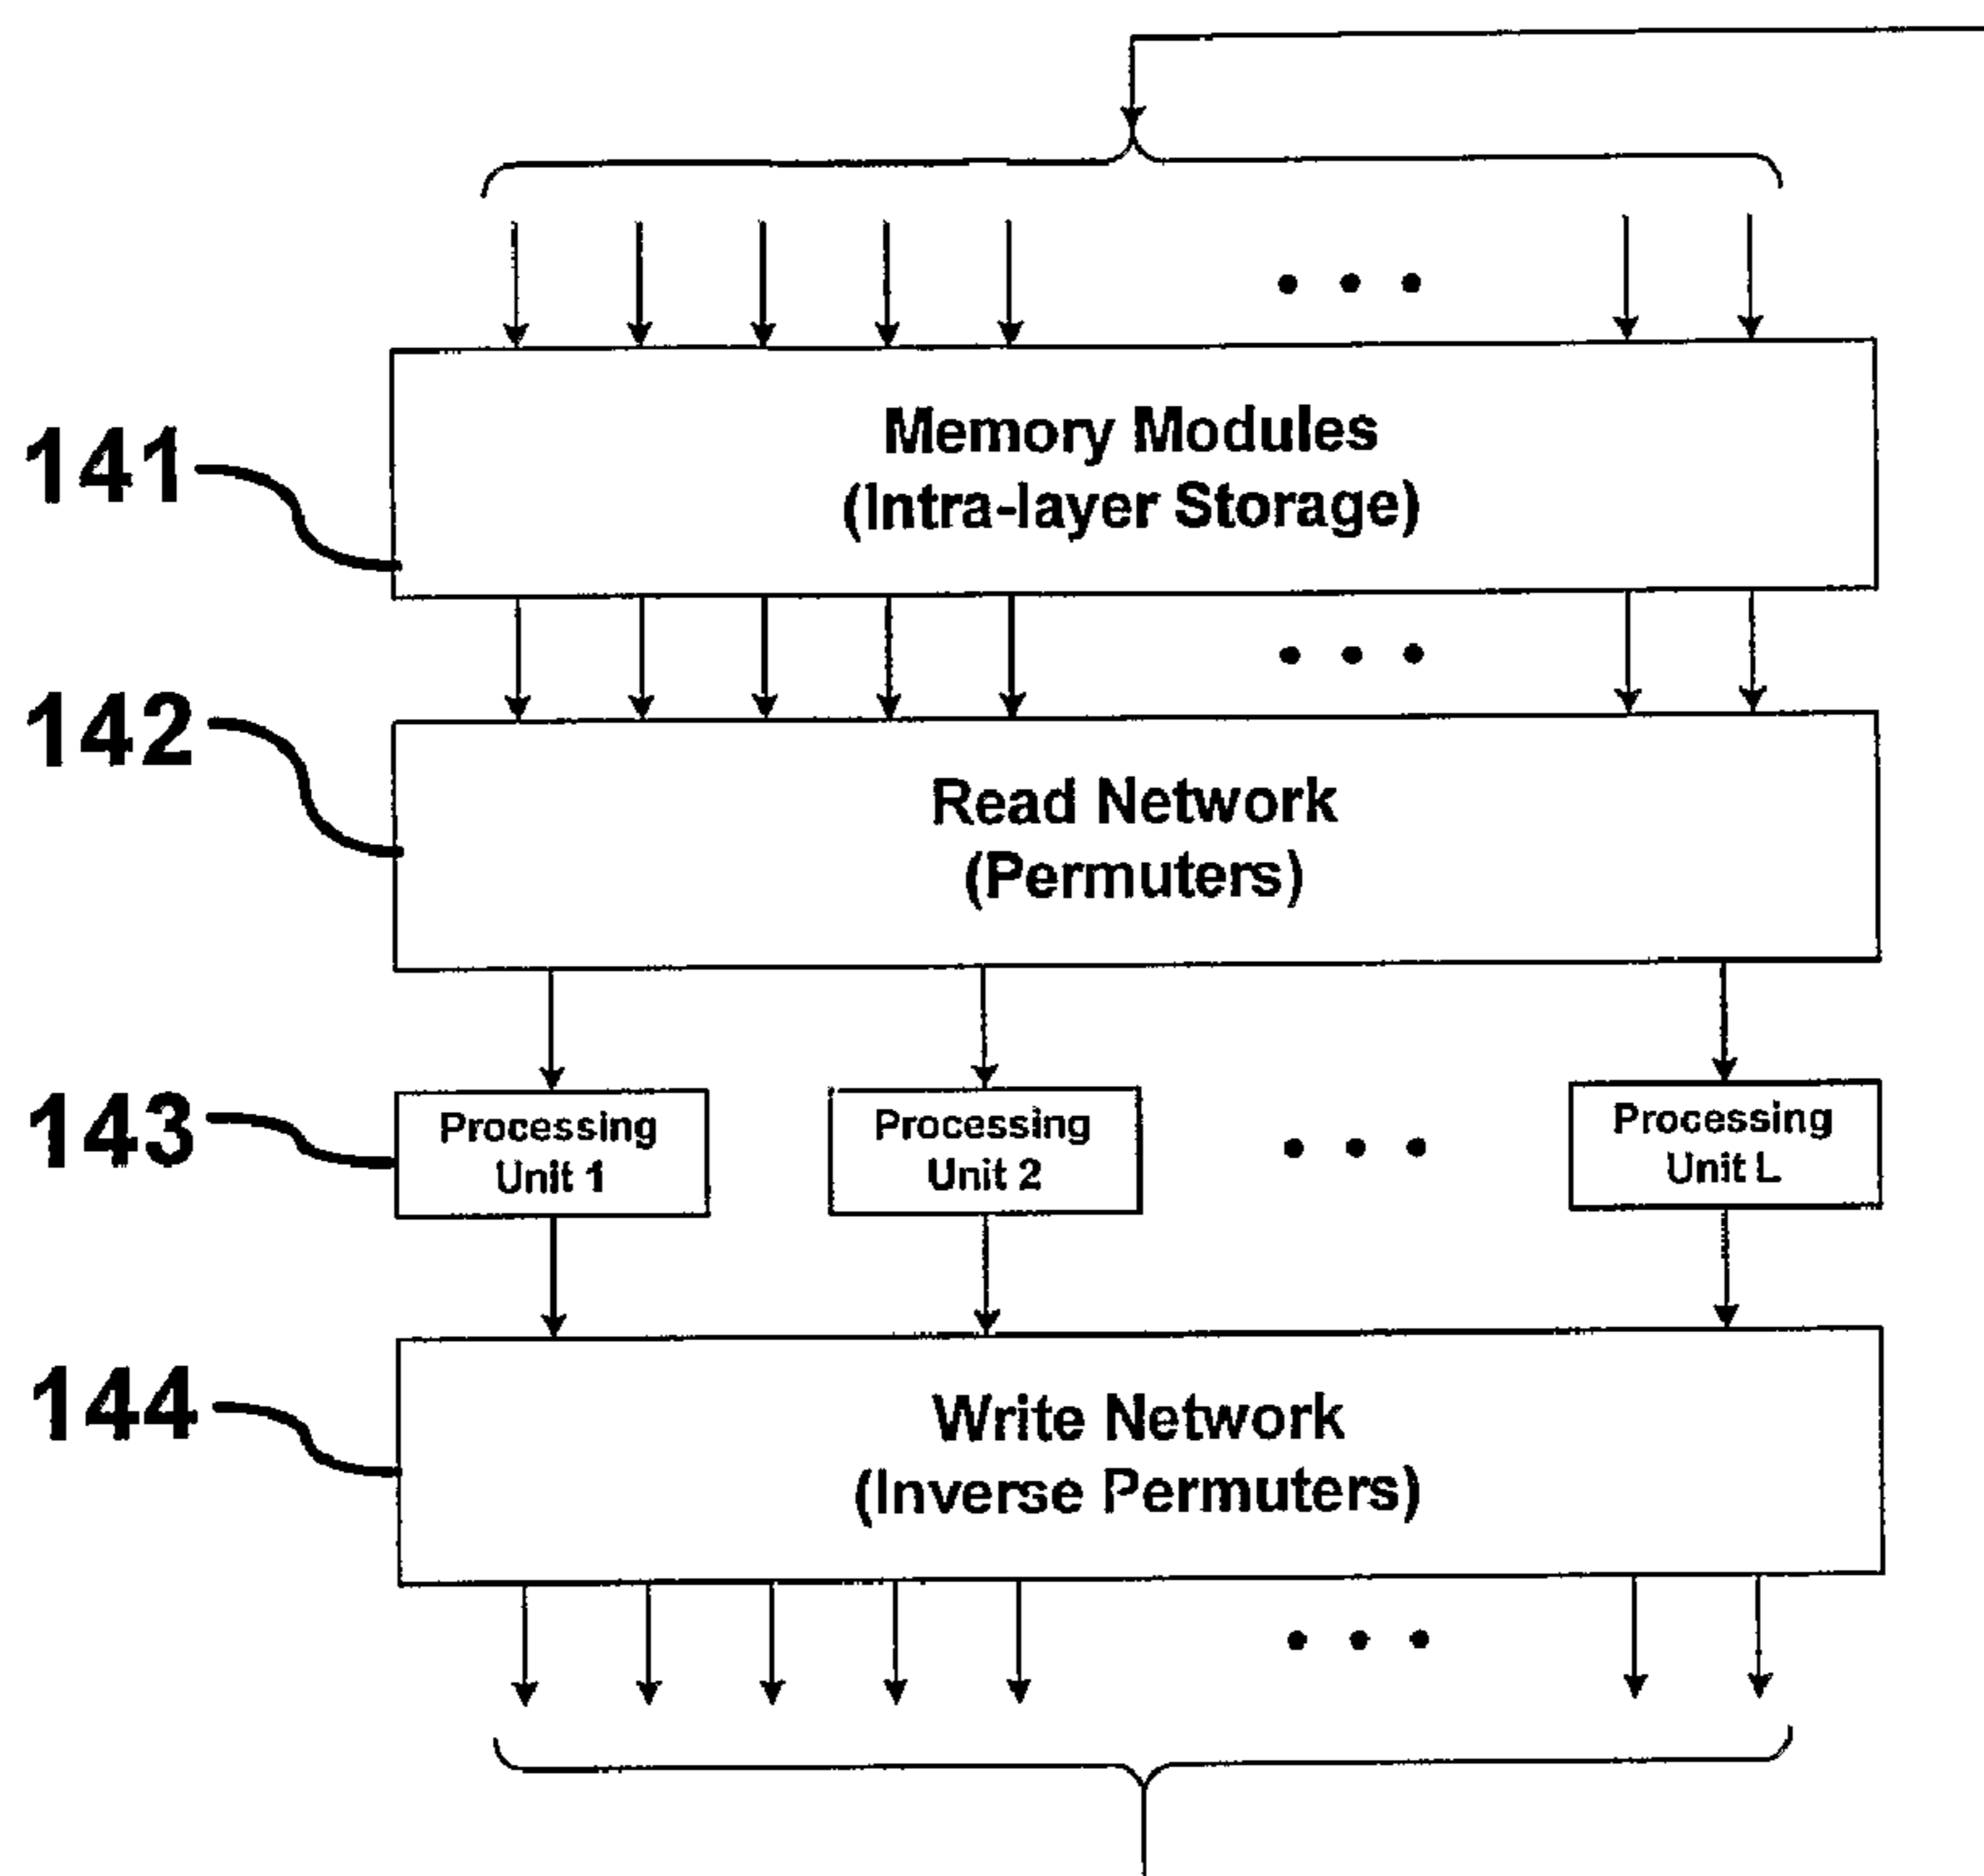 141
Memory Modules
(Intra-layer Storage)
142
Read Network
(Permuters)
143
Processing
Unit 1
Processing
Unit 2
Processing
Unit L
144
Write Network
(Inverse Permuters)